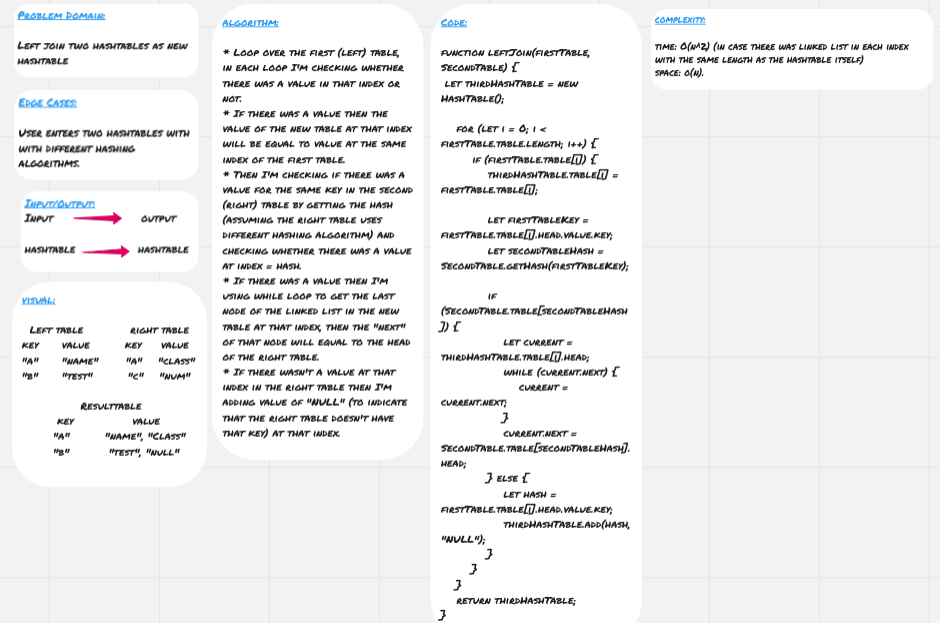 Problem Domain:
Left join two hashtables as new
hashtable
Edge Cases:
User enters two hashtables with
with different hashing
algorithms.
Input/Output:
Input output
hashtable hashtable
visual:
Left table right table
key value key value
"a" "name" "a" "class"
"b" "test" "c" "num"
Resulttable
key value
"a" "name", "class"
"b" "test", "null"
algorithm:
* Loop over the first (left) table,
in each loop I'm checking whether
there was a value in that index or
not.
* If there was a value then the
value of the new table at that index
will be equal to value at the same
index of the first table.
* Then I'm checking if there was a
value for the same key in the second
(right) table by getting the hash
(assuming the right table uses
different hashing algorithm) and
checking whether there was a value
at index = hash.
* If there was a value then I'm
using while loop to get the last
node of the linked list in the new
table at that index, then the "next"
of that node will equal to the head
of the right table.
* If there wasn't a value at that
index in the right table then I'm
adding value of "NULL" (to indicate
that the right table doesn't have
that key) at that index.
Code:
function leftJoin(firstTable,
secondTable) {
let thirdHashTable = new
HashTable();
for (let i = 0; i <
firstTable.table.length; i++) {
if (firstTable.table[i]) {
thirdHashTable.table[i] =
firstTable.table[i];
let firstTableKey =
firstTable.table[i].head.value.key;
let secondTableHash =
secondTable.getHash(firstTableKey);
if
(secondTable.table[secondTableHash
]) {
let current =
thirdHashTable.table[i].head;
while (current.next) {
current =
current.next;
}
current.next =
secondTable.table[secondTableHash].
head;
} else {
let hash =
firstTable.table[i].head.value.key;
thirdHashTable.add(hash,
"NULL");
}
}
}
return thirdHashTable;
}
complexity:
time: O(n^2) (in case there was linked list in each index
with the same length as the hashtable itself)
space: O(n).